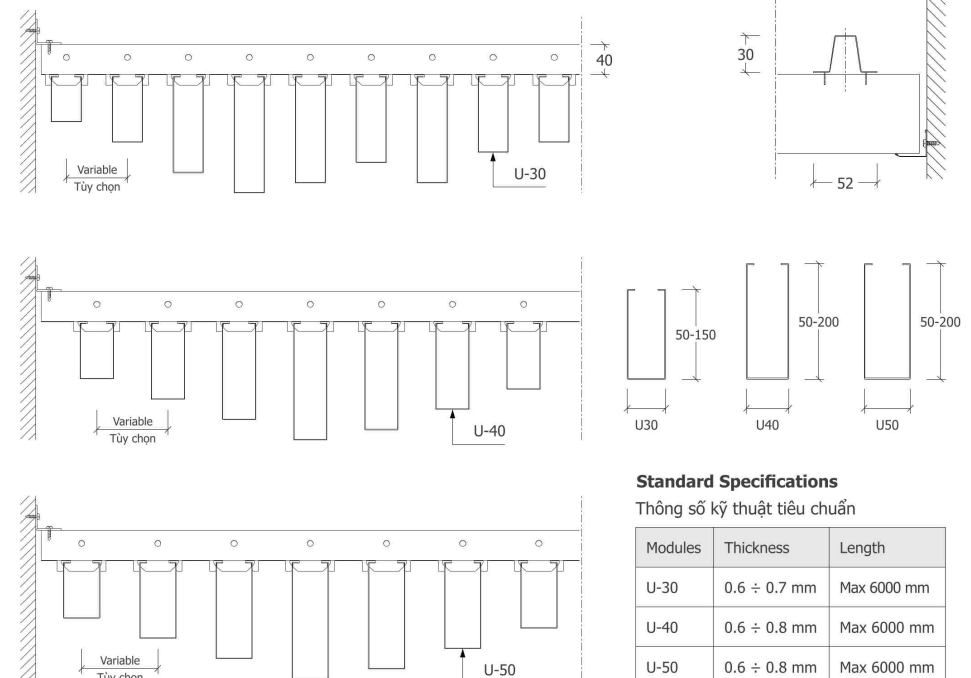 40
Variable
Tùy chọn
U-30
30
52
Variable
Tùy chọn
U-40
50-150
50-200
50-200
U30
U40
U50
Variable
Tùy chọn
U-50
Standard Specifications
Thông số kỹ thuật tiêu chuẩn
Modules Thickness Length
U-30 0.6 ÷ 0.7 mm Max 6000 mm
U-40 0.6 ÷ 0.8 mm Max 6000 mm
U-50 0.6 ÷ 0.8 mm Max 6000 mm